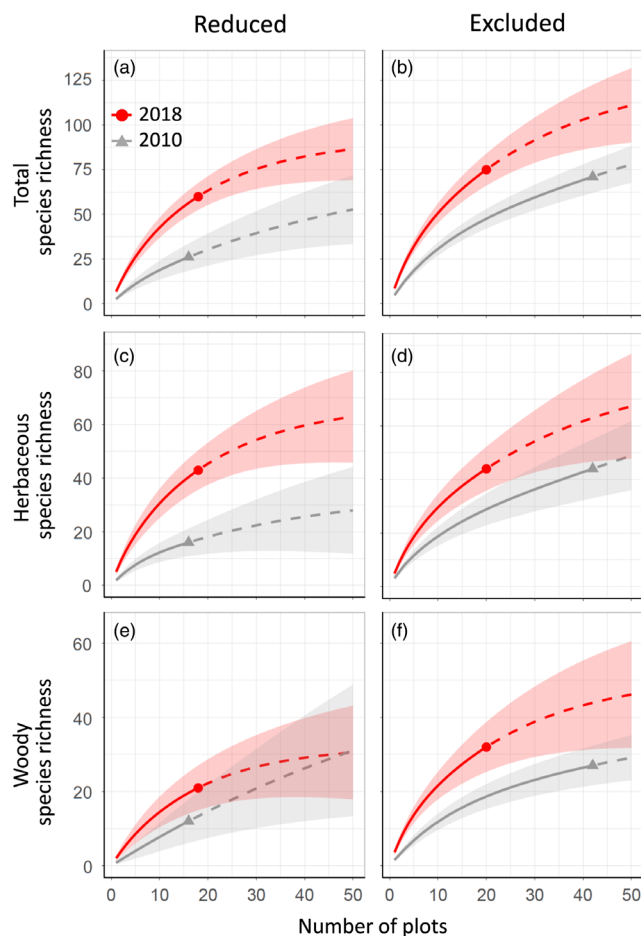 Reduced
Excluded
(a)
(b)
2018
2010
125
100
75
50
25
0
Total
species richness
(c)
(d)
80
60
40
20
0
Herbaceous
species richness
(e)
(f)
60
40
20
0
Woody
species richness
0 10 20 30 40 50
0 10 20 30 40 50
Number of plots